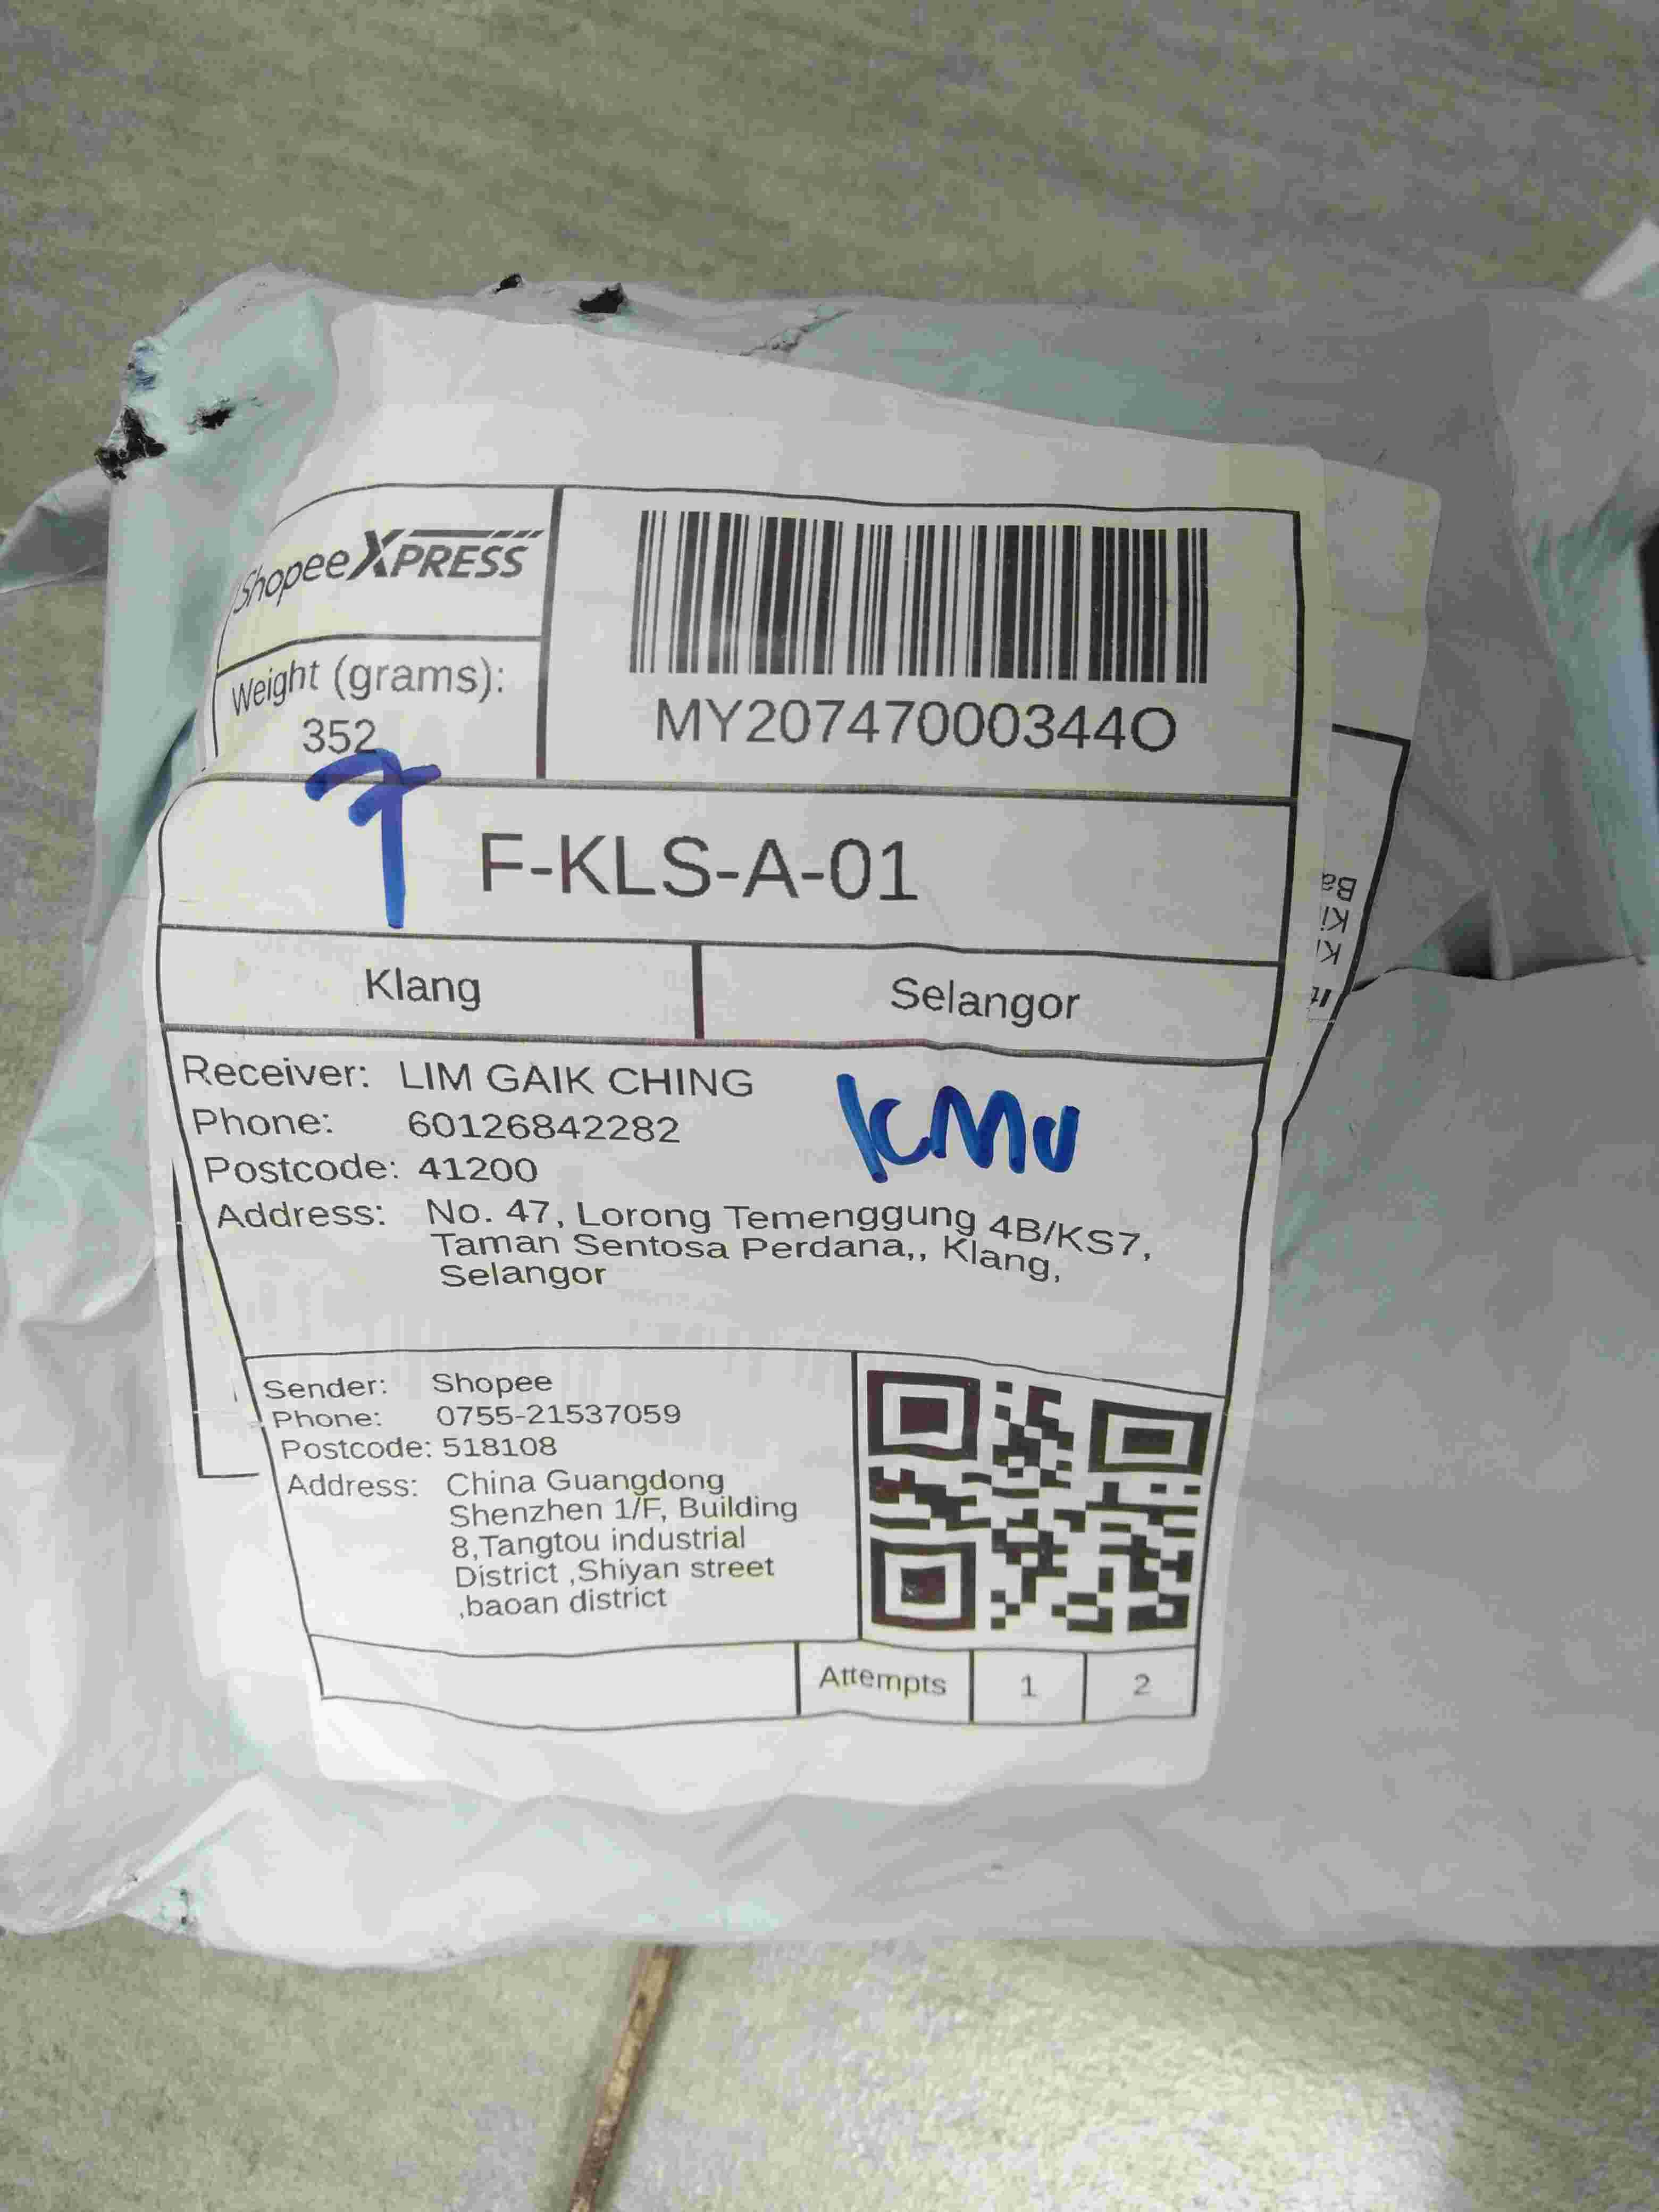 ShopeeXPRESS
Weight (grams):
352
MY207470003440
7
F-KLS-A-01
Klang
Selangor
Receiver: LIM GAIK CHING
Phone: 60126842282
KMU
Postcode: 41200
Address: No. 47, Lorong Temenggung 4B/KS7,
Taman Sentosa Perdana,, Klang,
Selangor
Sender: Shopee
Phone: 0755-21537059
Postcode: 518108
Address: China Guangdong
Shenzhen 1/F, Building
8,Tangtou industrial
District ,Shiyan street
,baoan district
Attempts 1 2